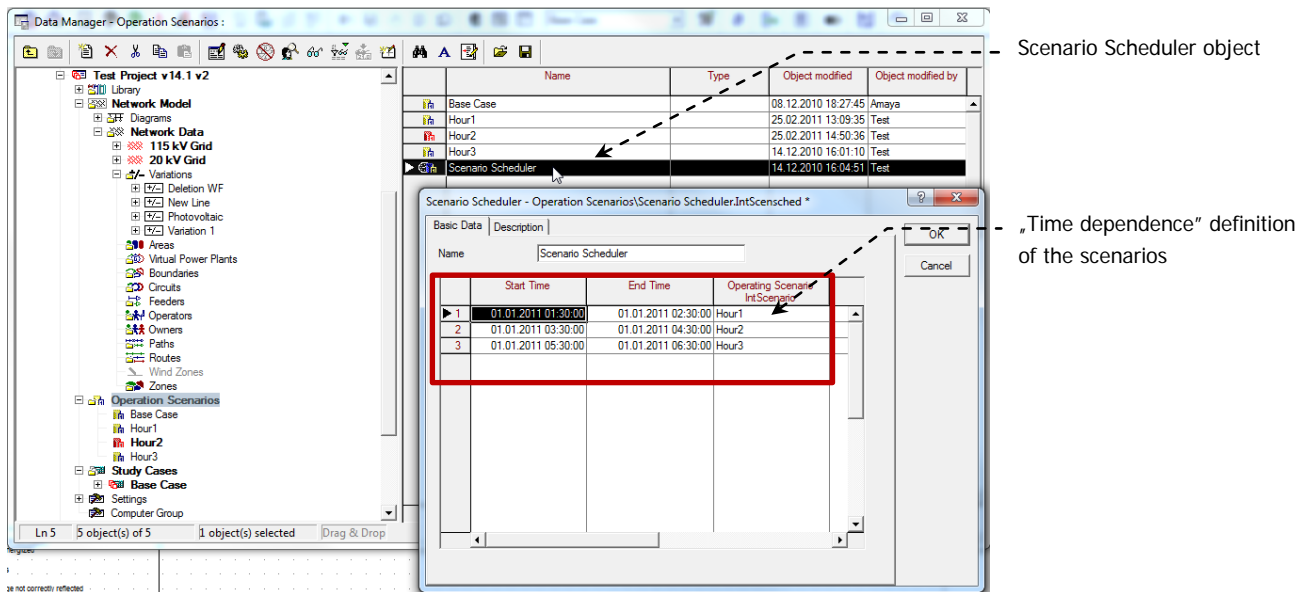 Data Manager - Operation Scenarios :
Scenario Scheduler object
Test Project v14.1 v2
Library
Network Model
Diagrams
Network Data
115 kV Grid
20 kV Grid
Variations
Deletion WF
New Line
Photovoltaic
Variation 1
Areas
Virtual Power Plants
Boundaries
Circuits
Feeders
Operators
Owners
Paths
Routes
Wind Zones
Zones
Operation Scenarios
Base Case
Hour1
Hour2
Hour3
Study Cases
Base Case
Settings
Computer Group
Name Type Object modified Object modified by
Base Case 08.12.2010 18:27:45 Amaya
Hour1 25.02.2011 13:09:35 Test
Hour2 25.02.2011 14:50:36 Test
Hour3 14.12.2010 16:01:10 Test
Scenario Scheduler 14.12.2010 16:04:51 Test
Scenario Scheduler - Operation Scenarios\Scenario Scheduler.IntScensched *
Basic Data Description
OK
Cancel
Name Scenario Scheduler
„Time dependence” definition
of the scenarios
Start Time End Time Operating Scenario
IntScenario
1 01.01.2011 01:30:00 01.01.2011 02:30:00 Hour1
2 01.01.2011 03:30:00 01.01.2011 04:30:00 Hour2
3 01.01.2011 05:30:00 01.01.2011 06:30:00 Hour3
Ln 5 5 object(s) of 5 1 object(s) selected Drag & Drop
not correctly reflected